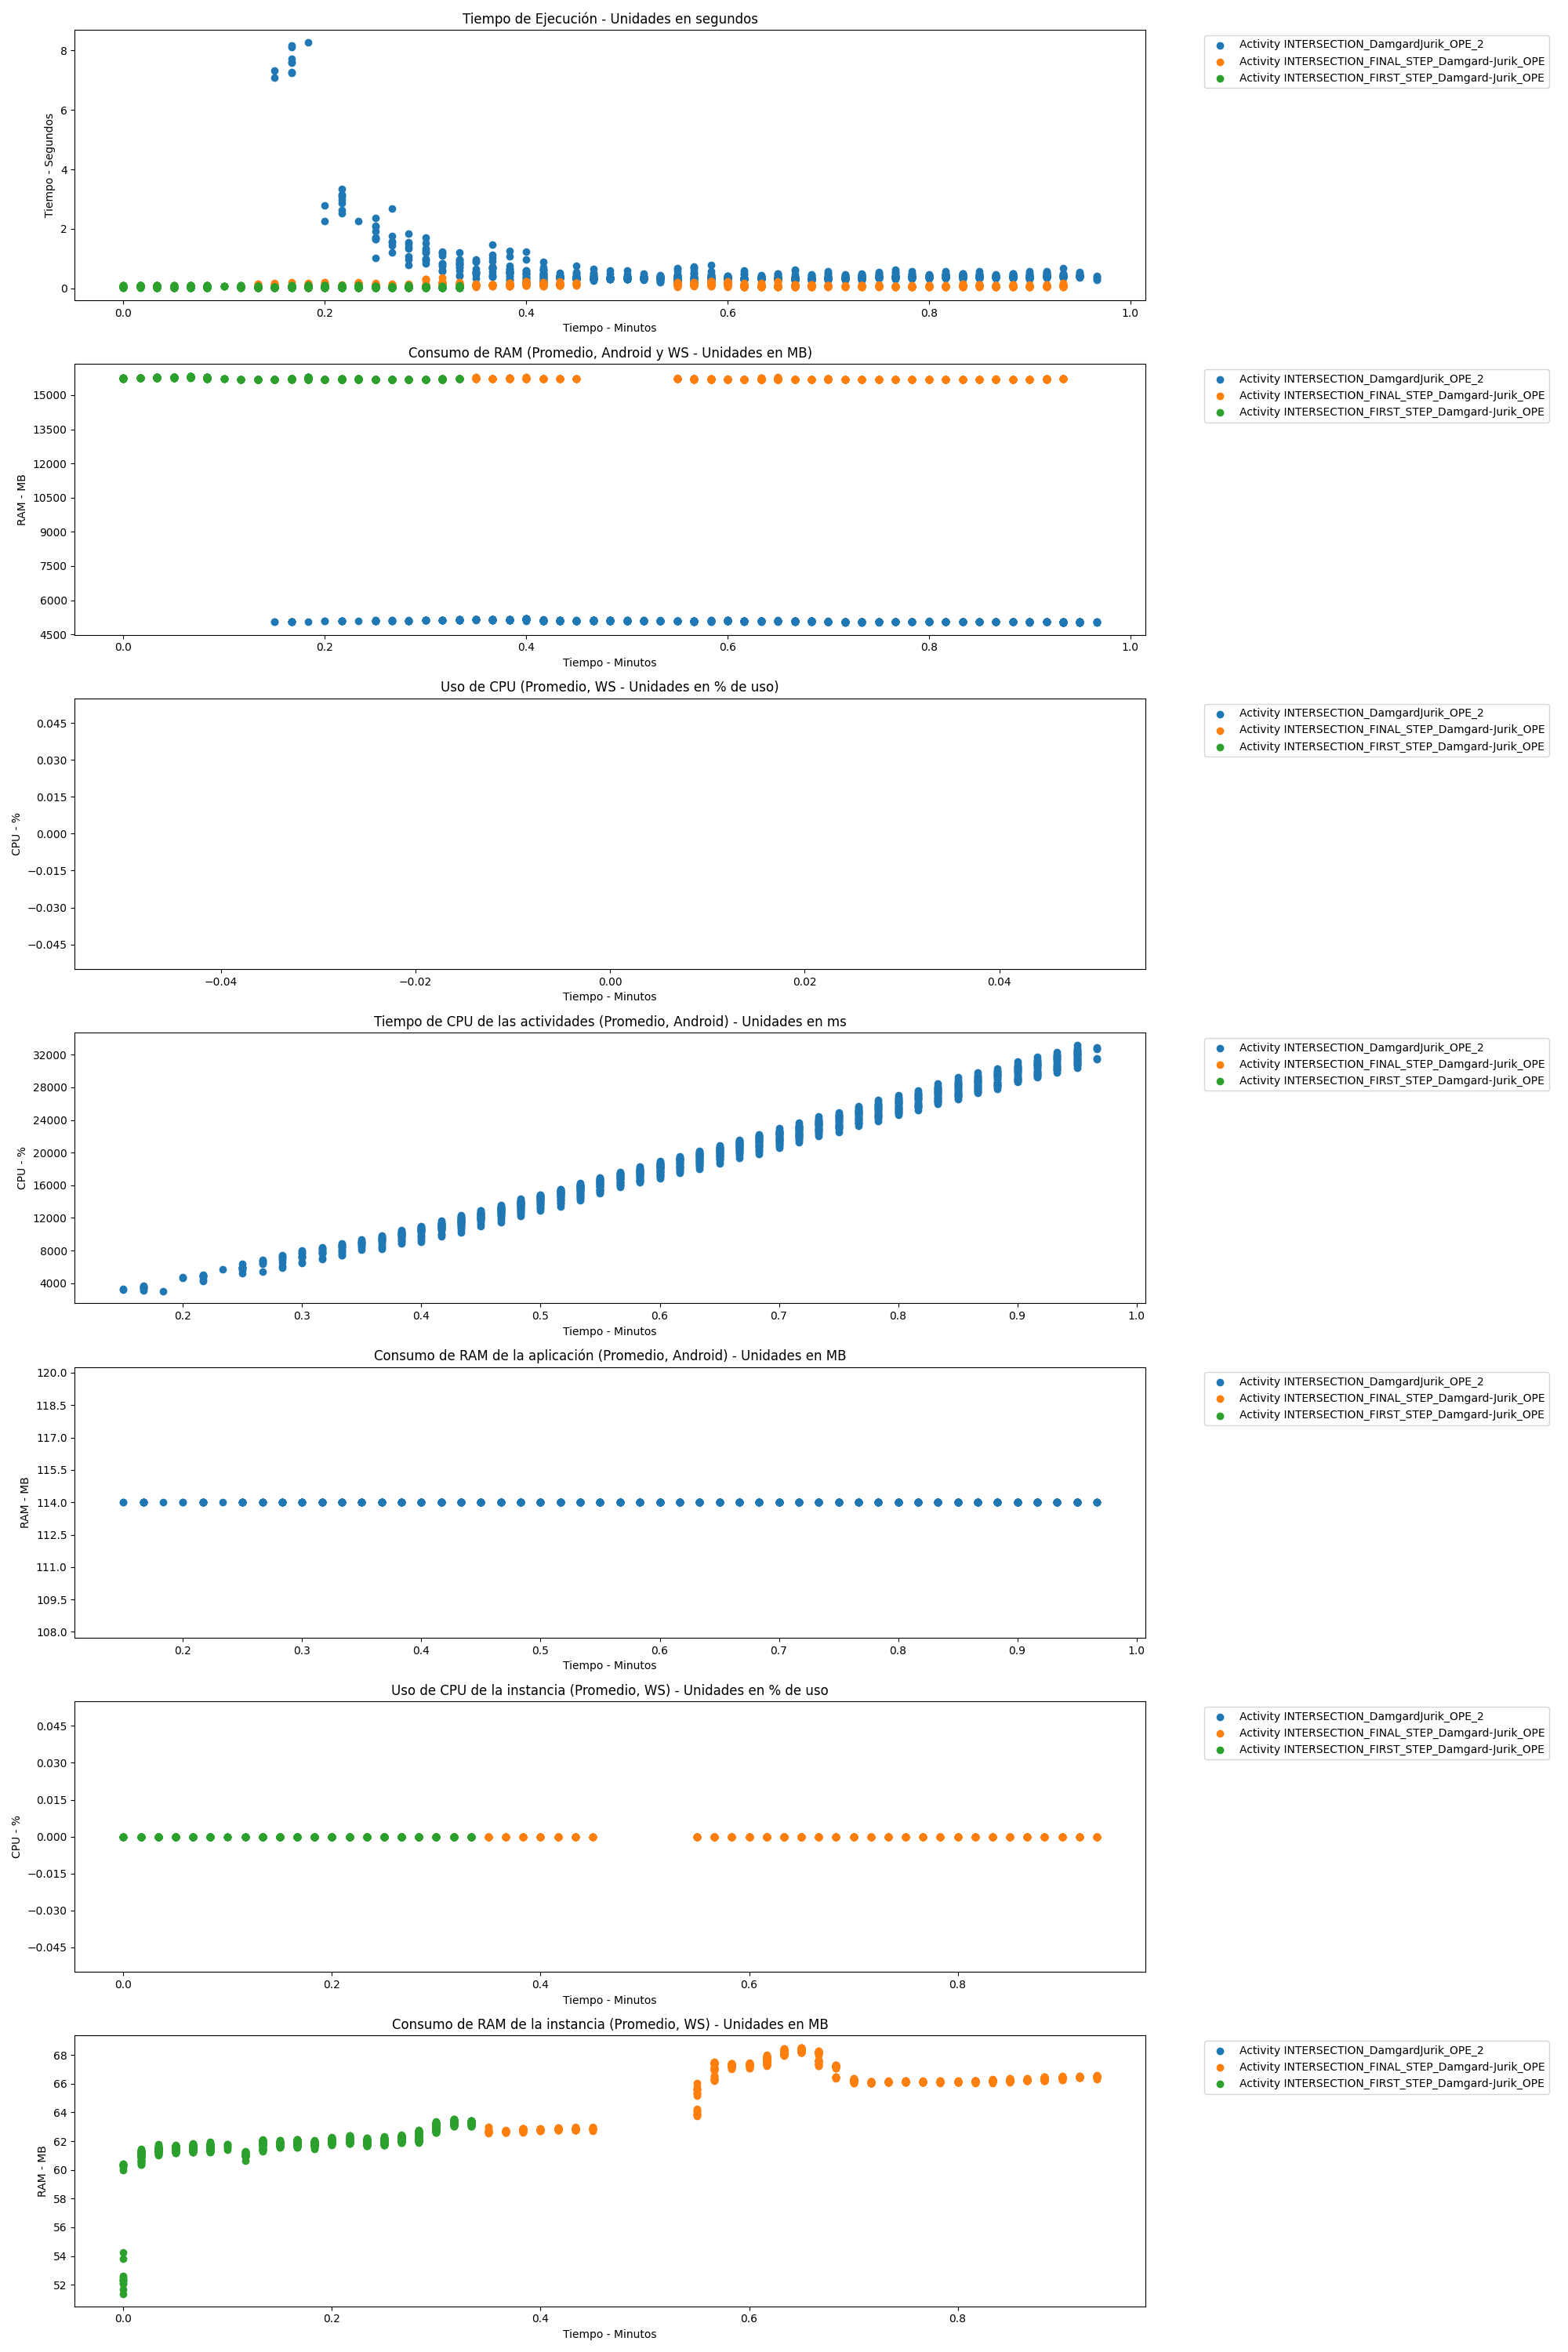 Tiempo de Ejecución - Unidades en segundos
Tiempo - Segundos
8
6
4
2
0
0.0 0.2 0.4 0.6 0.8 1.0
Tiempo - Minutos
Activity INTERSECTION_DamgardJurik_OPE_2
Activity INTERSECTION_FINAL_STEP_Damgard-Jurik_OPE
Activity INTERSECTION_FIRST_STEP_Damgard-Jurik_OPE
Consumo de RAM (Promedio, Android y WS - Unidades en MB)
RAM - MB
15000
13500
12000
10500
9000
7500
6000
4500
0.0 0.2 0.4 0.6 0.8 1.0
Tiempo - Minutos
Activity INTERSECTION_DamgardJurik_OPE_2
Activity INTERSECTION_FINAL_STEP_Damgard-Jurik_OPE
Activity INTERSECTION_FIRST_STEP_Damgard-Jurik_OPE
Uso de CPU (Promedio, WS - Unidades en % de uso)
CPU - %
0.045
0.030
0.015
0.000
−0.015
−0.030
−0.045
−0.04 −0.02 0.00 0.02 0.04
Tiempo - Minutos
Activity INTERSECTION_DamgardJurik_OPE_2
Activity INTERSECTION_FINAL_STEP_Damgard-Jurik_OPE
Activity INTERSECTION_FIRST_STEP_Damgard-Jurik_OPE
Tiempo de CPU de las actividades (Promedio, Android) - Unidades en ms
CPU - %
32000
28000
24000
20000
16000
12000
8000
4000
0.2 0.3 0.4 0.5 0.6 0.7 0.8 0.9 1.0
Tiempo - Minutos
Activity INTERSECTION_DamgardJurik_OPE_2
Activity INTERSECTION_FINAL_STEP_Damgard-Jurik_OPE
Activity INTERSECTION_FIRST_STEP_Damgard-Jurik_OPE
Consumo de RAM de la aplicación (Promedio, Android) - Unidades en MB
RAM - MB
120.0
118.5
117.0
115.5
114.0
112.5
111.0
109.5
108.0
0.2 0.3 0.4 0.5 0.6 0.7 0.8 0.9 1.0
Tiempo - Minutos
Activity INTERSECTION_DamgardJurik_OPE_2
Activity INTERSECTION_FINAL_STEP_Damgard-Jurik_OPE
Activity INTERSECTION_FIRST_STEP_Damgard-Jurik_OPE
Uso de CPU de la instancia (Promedio, WS) - Unidades en % de uso
CPU - %
0.045
0.030
0.015
0.000
−0.015
−0.030
−0.045
0.0 0.2 0.4 0.6 0.8
Tiempo - Minutos
Activity INTERSECTION_DamgardJurik_OPE_2
Activity INTERSECTION_FINAL_STEP_Damgard-Jurik_OPE
Activity INTERSECTION_FIRST_STEP_Damgard-Jurik_OPE
Consumo de RAM de la instancia (Promedio, WS) - Unidades en MB
RAM - MB
68
66
64
62
60
58
56
54
52
0.0 0.2 0.4 0.6 0.8
Tiempo - Minutos
Activity INTERSECTION_DamgardJurik_OPE_2
Activity INTERSECTION_FINAL_STEP_Damgard-Jurik_OPE
Activity INTERSECTION_FIRST_STEP_Damgard-Jurik_OPE